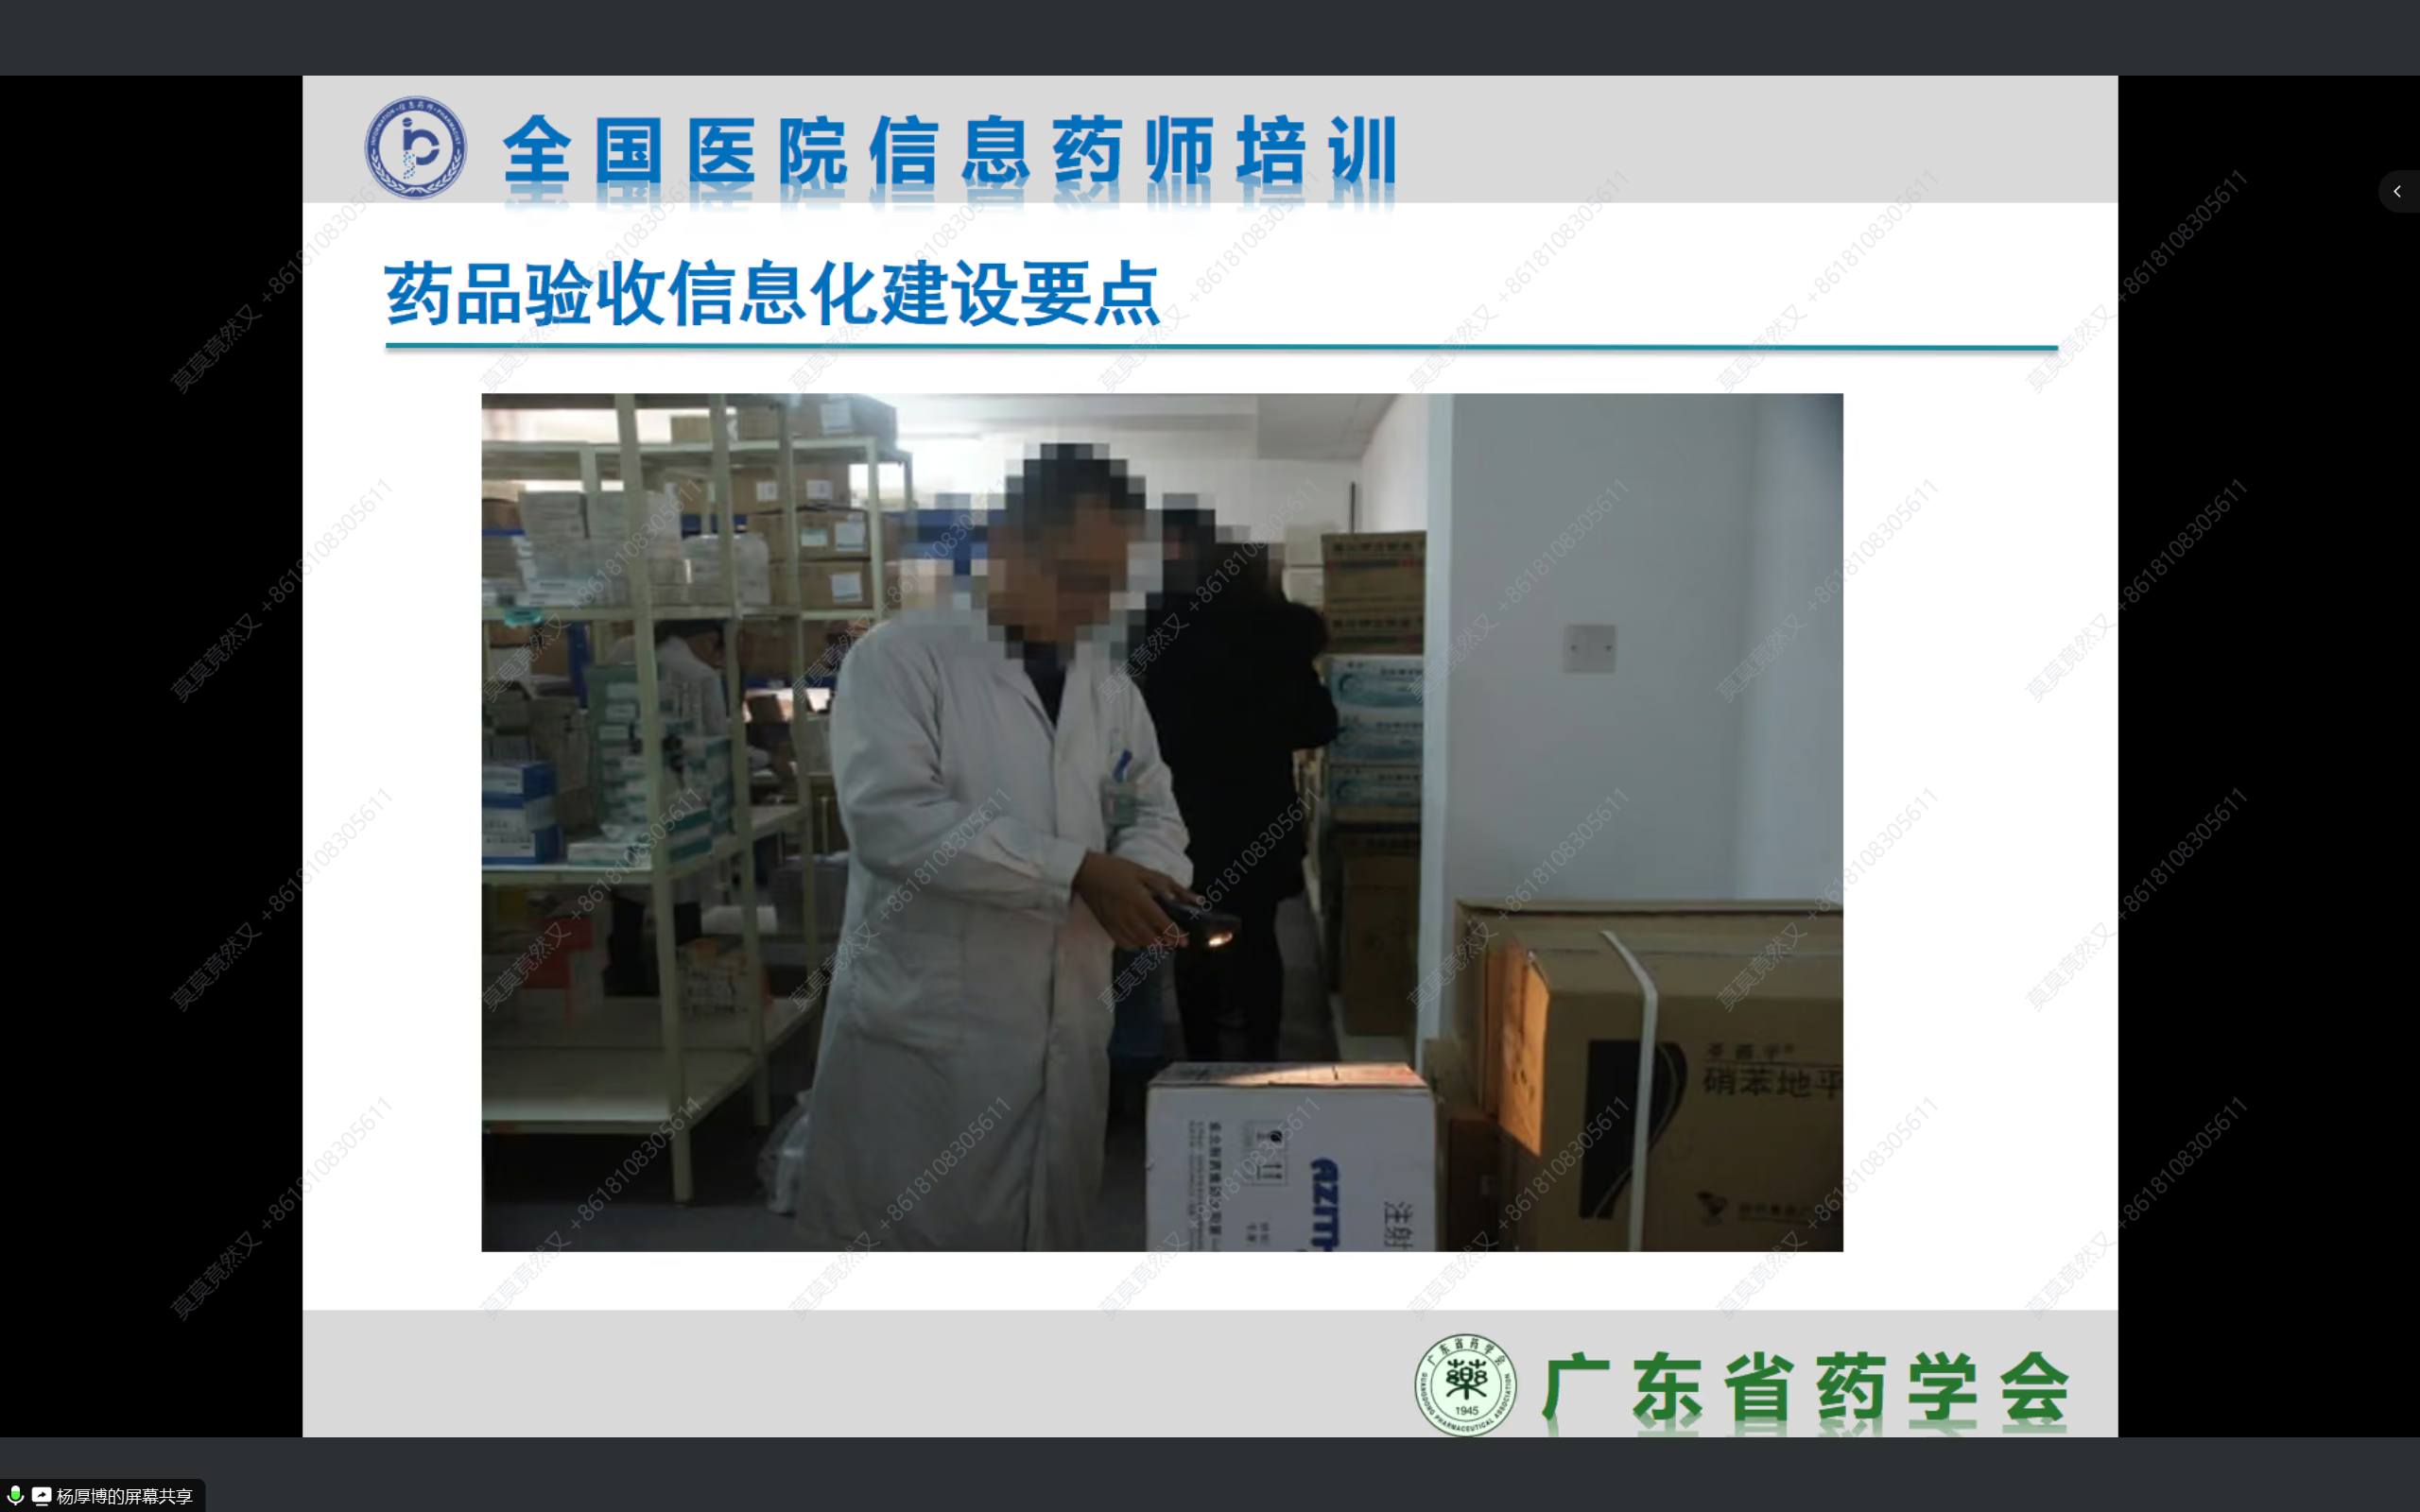 全国医院信息药师培训
药品验收信息化建设要点
硝苯地平
注射
广东省药学会
广东省药学会
藥
1945
GUANGDONG PHARMACEUTICAL ASSOCIATION
莫莫竟然又 +8618108305611
杨厚博的屏幕共享